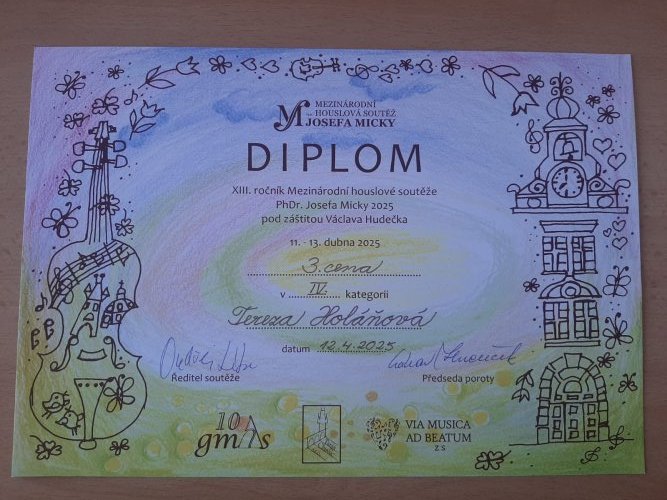 MEZINÁRODNÍ
HOUSLOVÁ SOUTĚŽ
JOSEFA MICKY
DIPLOM
XIII. ročník Mezinárodní houslové soutěže
PhDr. Josefa Micky 2025
pod záštitou Václava Hudečka
11. - 13. dubna 2025
3. cena
v IV. kategorii
Tereza Holáňová
datum 12.4.2025
Ředitel soutěže
Předseda poroty
10
gmhs
VIA MUSICA
AD BEATUM
z s